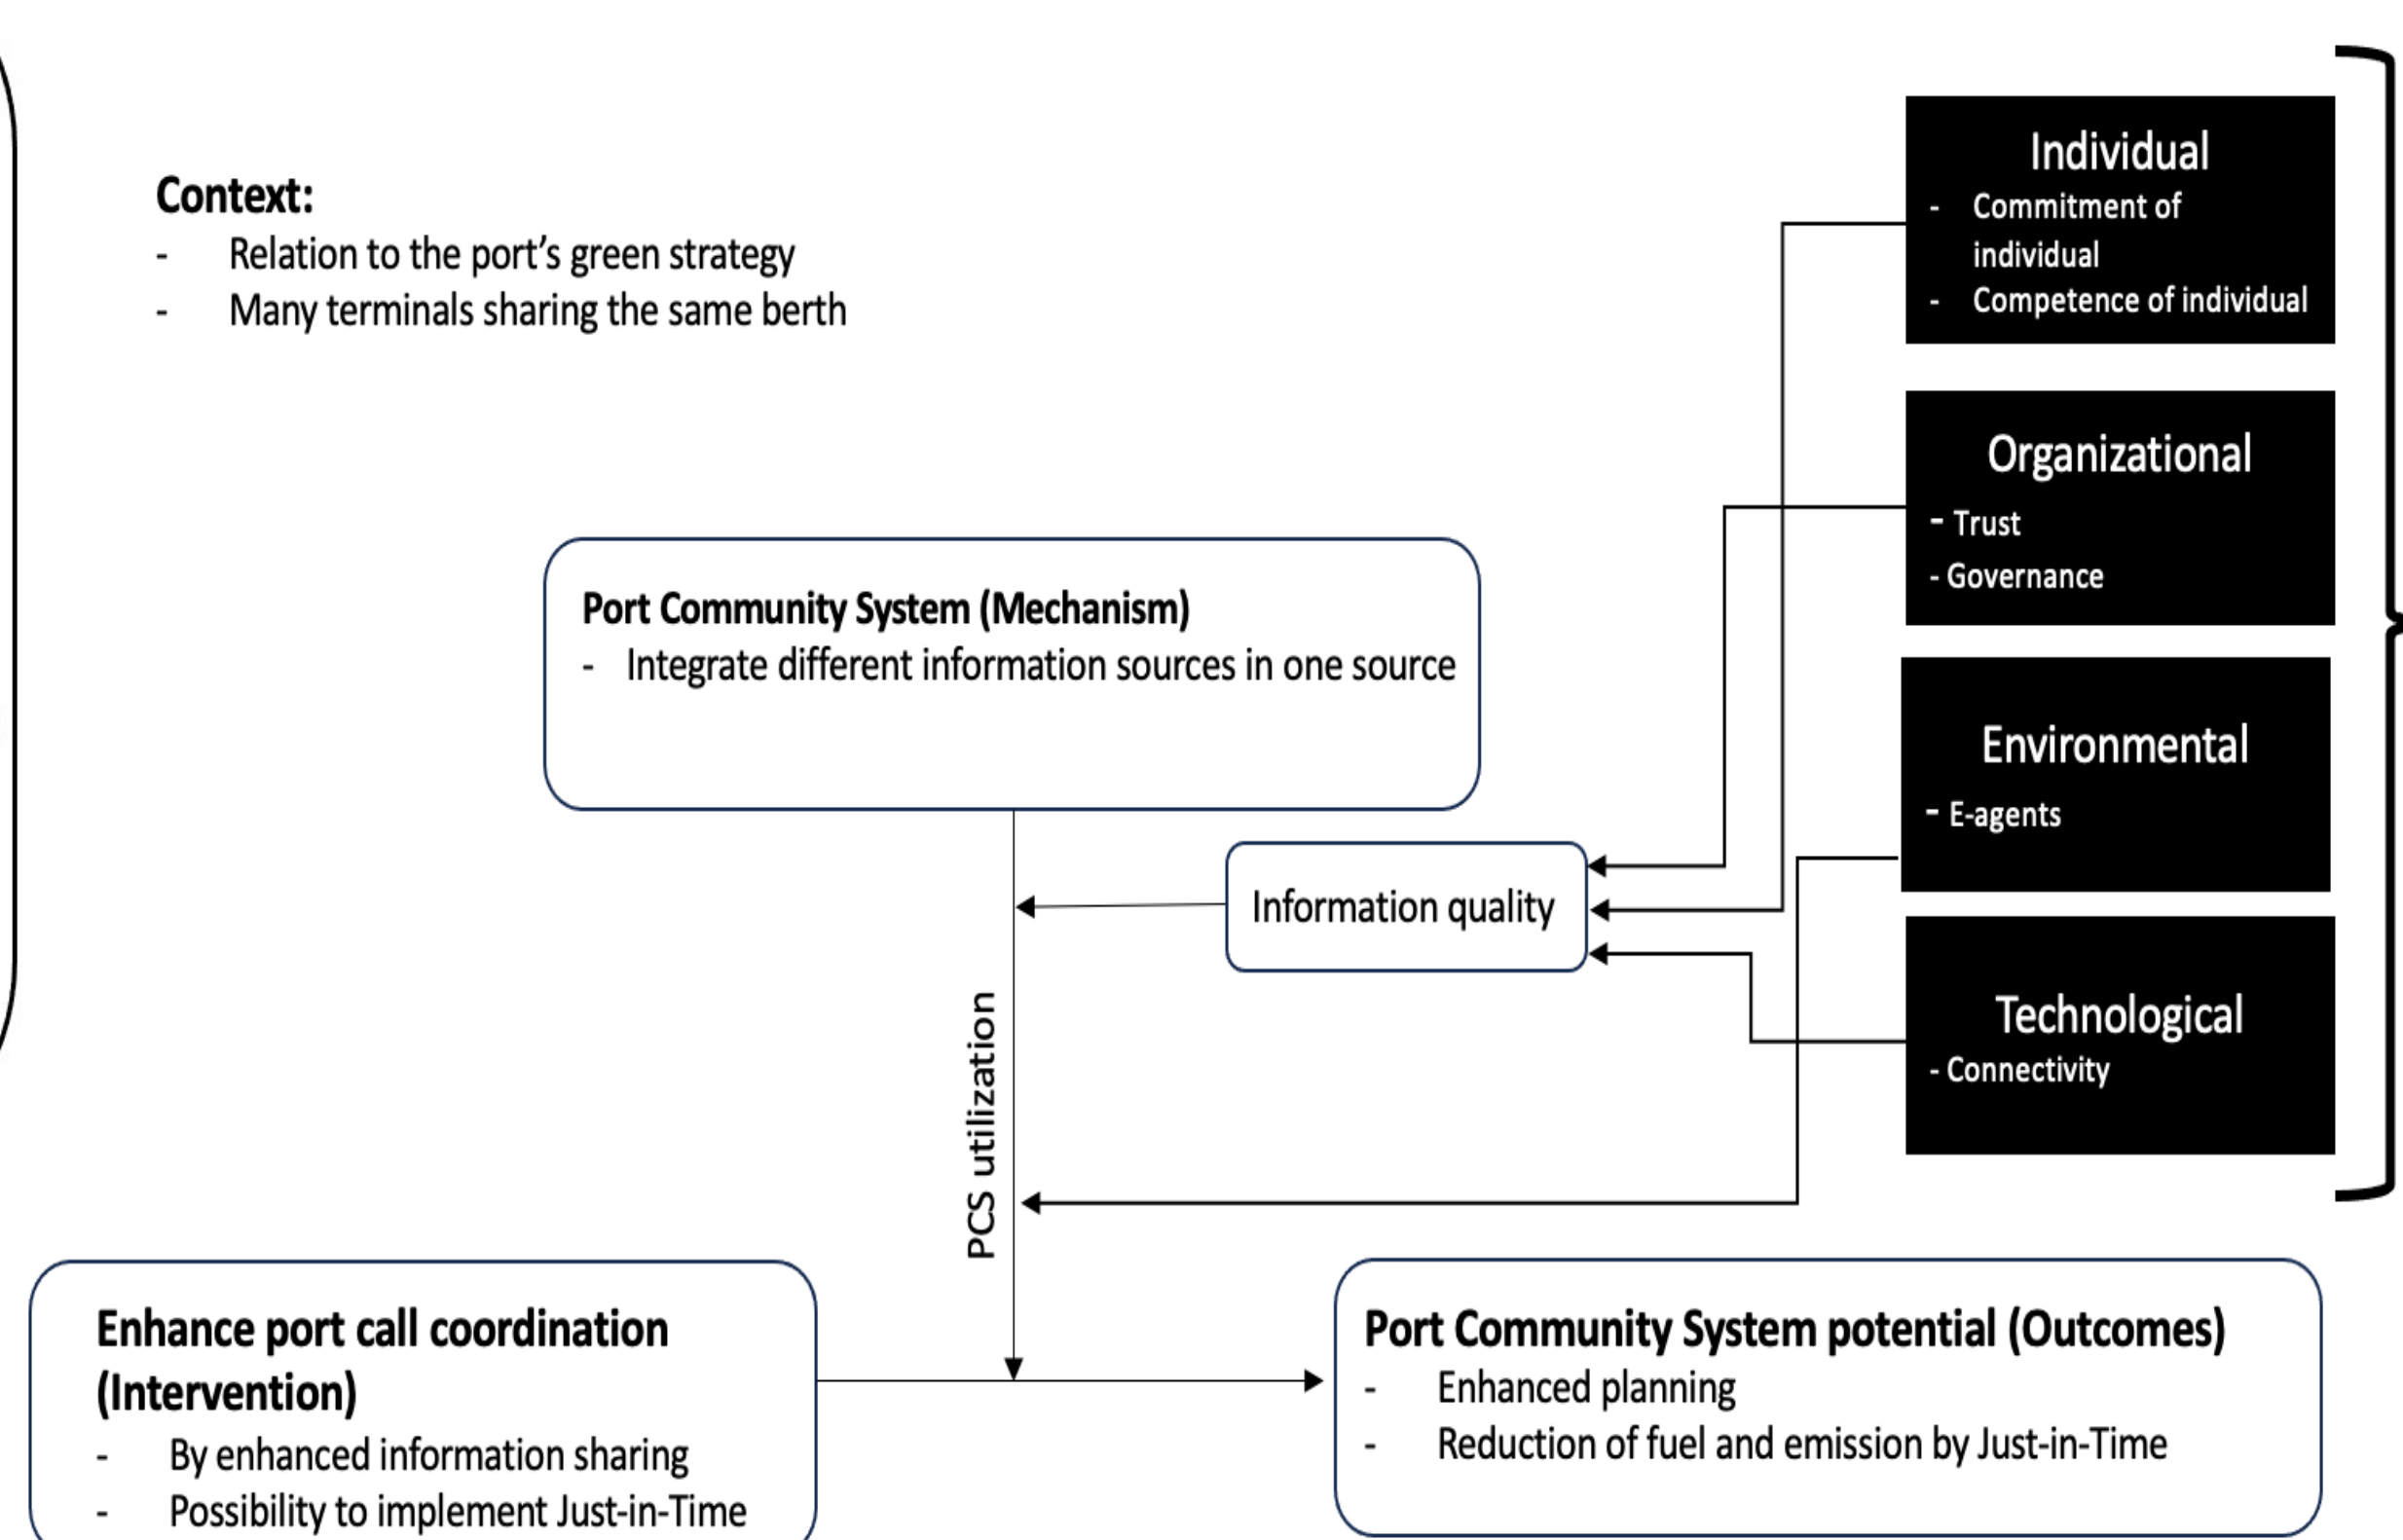 Context:
- Relation to the port's green strategy
- Many terminals sharing the same berth
Individual
- Commitment of
individual
- Competence of individual
Organizational
- Trust
- Governance
Port Community System (Mechanism)
- Integrate different information sources in one source
Environmental
- E-agents
Information quality
Technological
- Connectivity
PCS utilization
Enhance port call coordination
(Intervention)
- By enhanced information sharing
- Possibility to implement Just-in-Time
Port Community System potential (Outcomes)
- Enhanced planning
- Reduction of fuel and emission by Just-in-Time